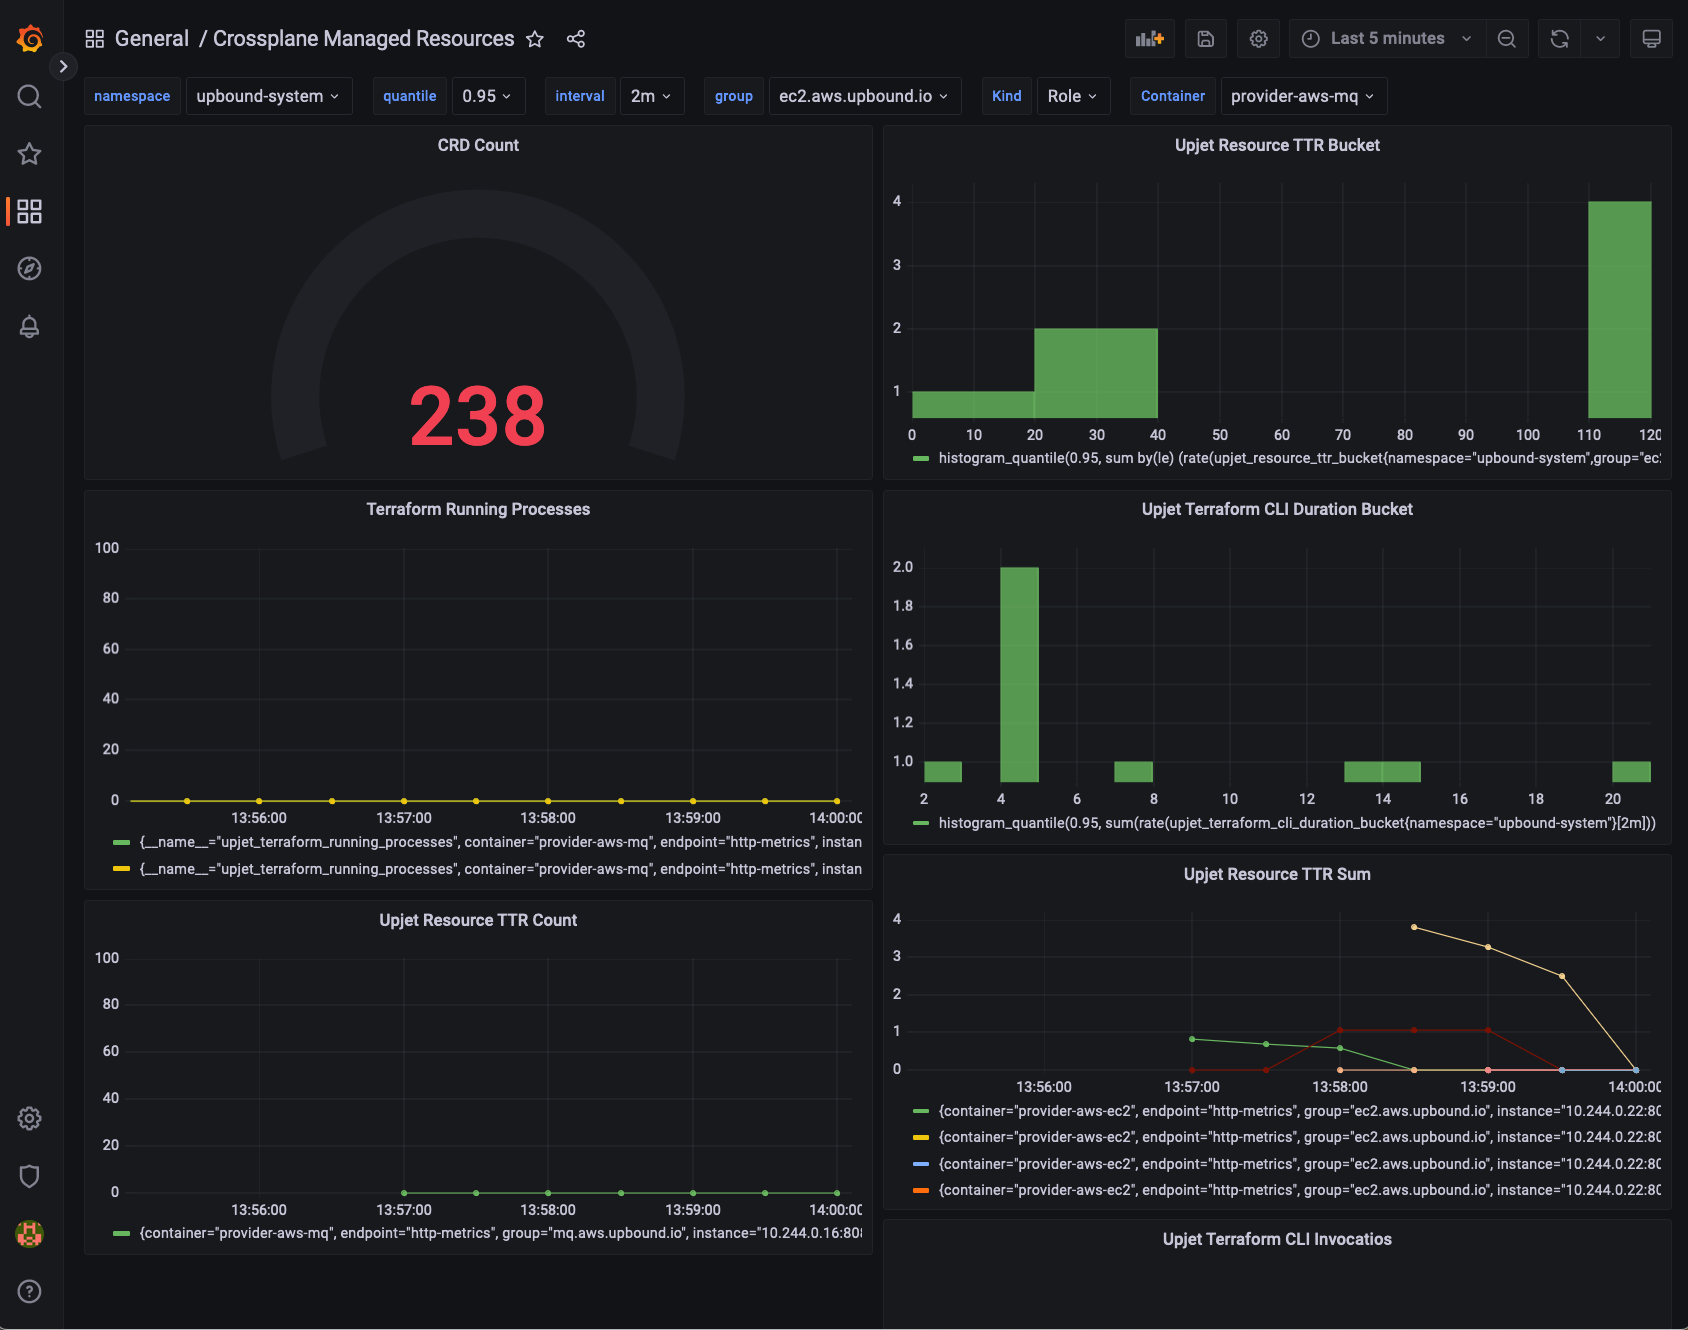 General / Crossplane Managed Resources
Last 5 minutes
namespace upbound-system quantile 0.95 interval 2m group ec2.aws.upbound.io Kind Role Container provider-aws-mq
CRD Count
238
Upjet Resource TTR Bucket
4
3
2
1
0 10 20 30 40 50 60 70 80 90 100 110 120
histogram_quantile(0.95, sum by(le) (rate(upjet_resource_ttr_bucket{namespace="upbound-system",group="ec2
Terraform Running Processes
100
80
60
40
20
0
13:56:00 13:57:00 13:58:00 13:59:00 14:00:00
{__name__="upjet_terraform_running_processes", container="provider-aws-mq", endpoint="http-metrics", instan
{__name__="upjet_terraform_running_processes", container="provider-aws-mq", endpoint="http-metrics", instan
Upjet Terraform CLI Duration Bucket
2.0
1.8
1.6
1.4
1.2
1.0
2 4 6 8 10 12 14 16 18 20
histogram_quantile(0.95, sum(rate(upjet_terraform_cli_duration_bucket{namespace="upbound-system"}[2m]))
Upjet Resource TTR Count
100
80
60
40
20
0
13:56:00 13:57:00 13:58:00 13:59:00 14:00:00
{container="provider-aws-mq", endpoint="http-metrics", group="mq.aws.upbound.io", instance="10.244.0.16:808
Upjet Resource TTR Sum
4
3
2
1
0
13:56:00 13:57:00 13:58:00 13:59:00 14:00:00
{container="provider-aws-ec2", endpoint="http-metrics", group="ec2.aws.upbound.io", instance="10.244.0.22:80
{container="provider-aws-ec2", endpoint="http-metrics", group="ec2.aws.upbound.io", instance="10.244.0.22:80
{container="provider-aws-ec2", endpoint="http-metrics", group="ec2.aws.upbound.io", instance="10.244.0.22:80
{container="provider-aws-ec2", endpoint="http-metrics", group="ec2.aws.upbound.io", instance="10.244.0.22:80
Upjet Terraform CLI Invocatios